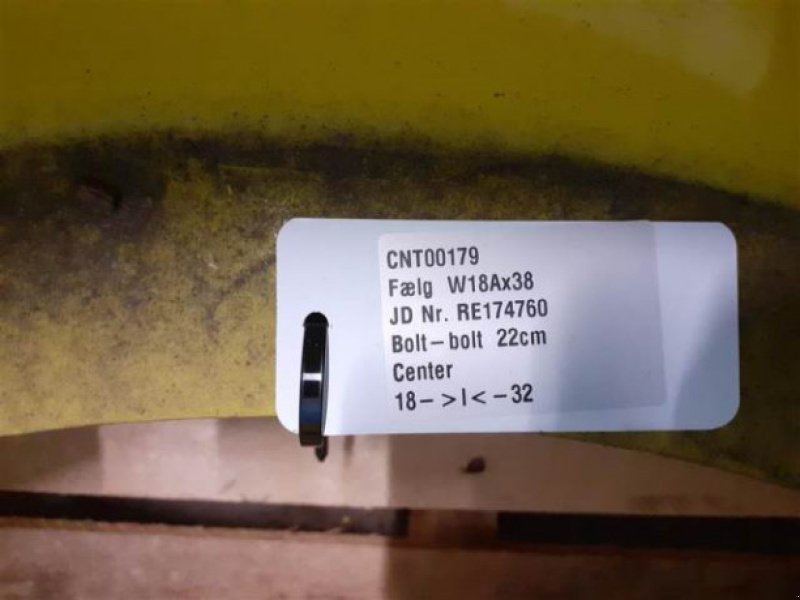 CNT00179
Fælg W18Ax38
JD Nr. RE174760
Bolt-bolt 22cm
Center
18- >I< -32